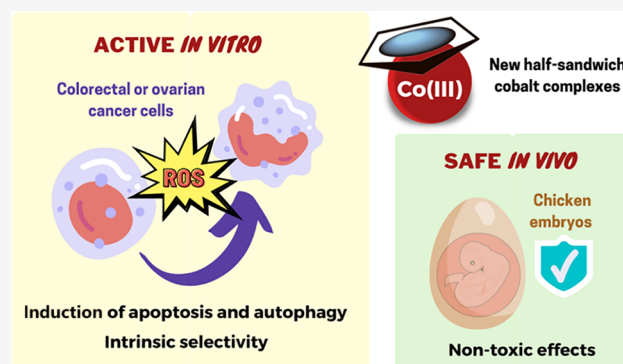 ACTIVE IN VITRO
Colorectal or ovarian
cancer cells
ROS
Induction of apoptosis and autophagy
Intrinsic selectivity
Co(III)
New half-sandwich
cobalt complexes
SAFE IN VIVO
Chicken
embryos
Non-toxic effects